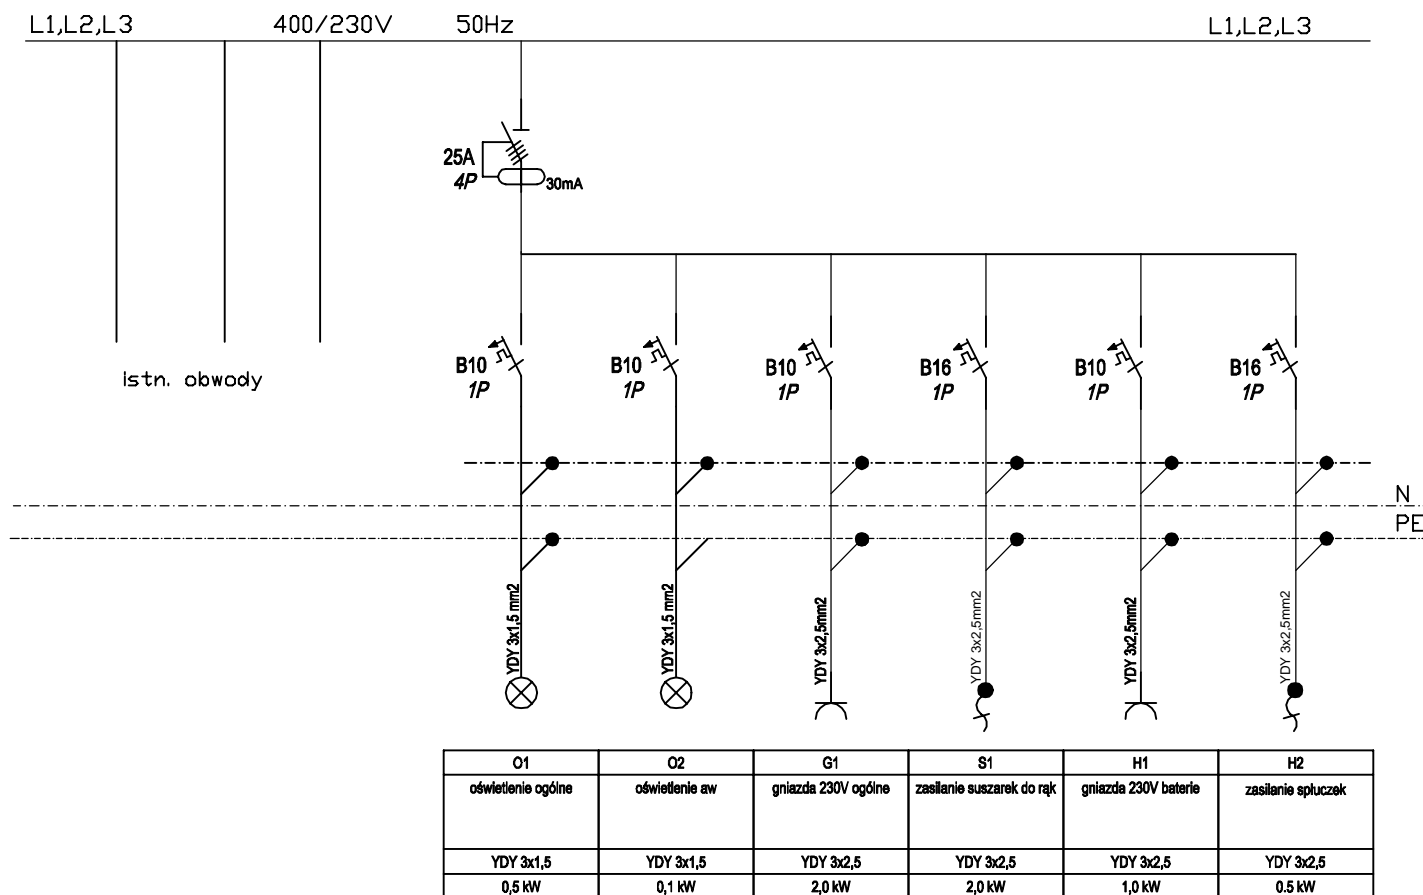 L1,L2,L3 400/230V 50Hz L1,L2,L3
25A
4P
30mA
B10
1P
B10
1P
B10
1P
B16
1P
B10
1P
B16
1P
istn. obwody
N
PE
YDY 3x1,5 mm2
YDY 3x1,5 mm2
YDY 3x2,5mm2
YDY 3x2,5mm2
YDY 3x2,5mm2
YDY 3x2,5mm2
O1 O2 G1 S1 H1 H2
oświetlenie ogólne oświetlenie aw gniazda 230V ogólne zasilanie suszarek do rąk gniazda 230V baterie zasilanie spłuczek
YDY 3x1,5 YDY 3x1,5 YDY 3x2,5 YDY 3x2,5 YDY 3x2,5 YDY 3x2,5
0,5 kW 0,1 kW 2,0 kW 2,0 kW 1,0 kW 0.5 kW